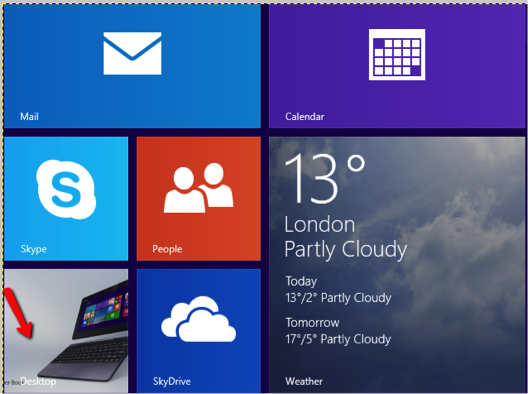 Mail
Calendar
Skype
People
13°
London
Partly Cloudy
Today
13°/2° Partly Cloudy
Tomorrow
17°/5° Partly Cloudy
Desktop
SkyDrive
Weather